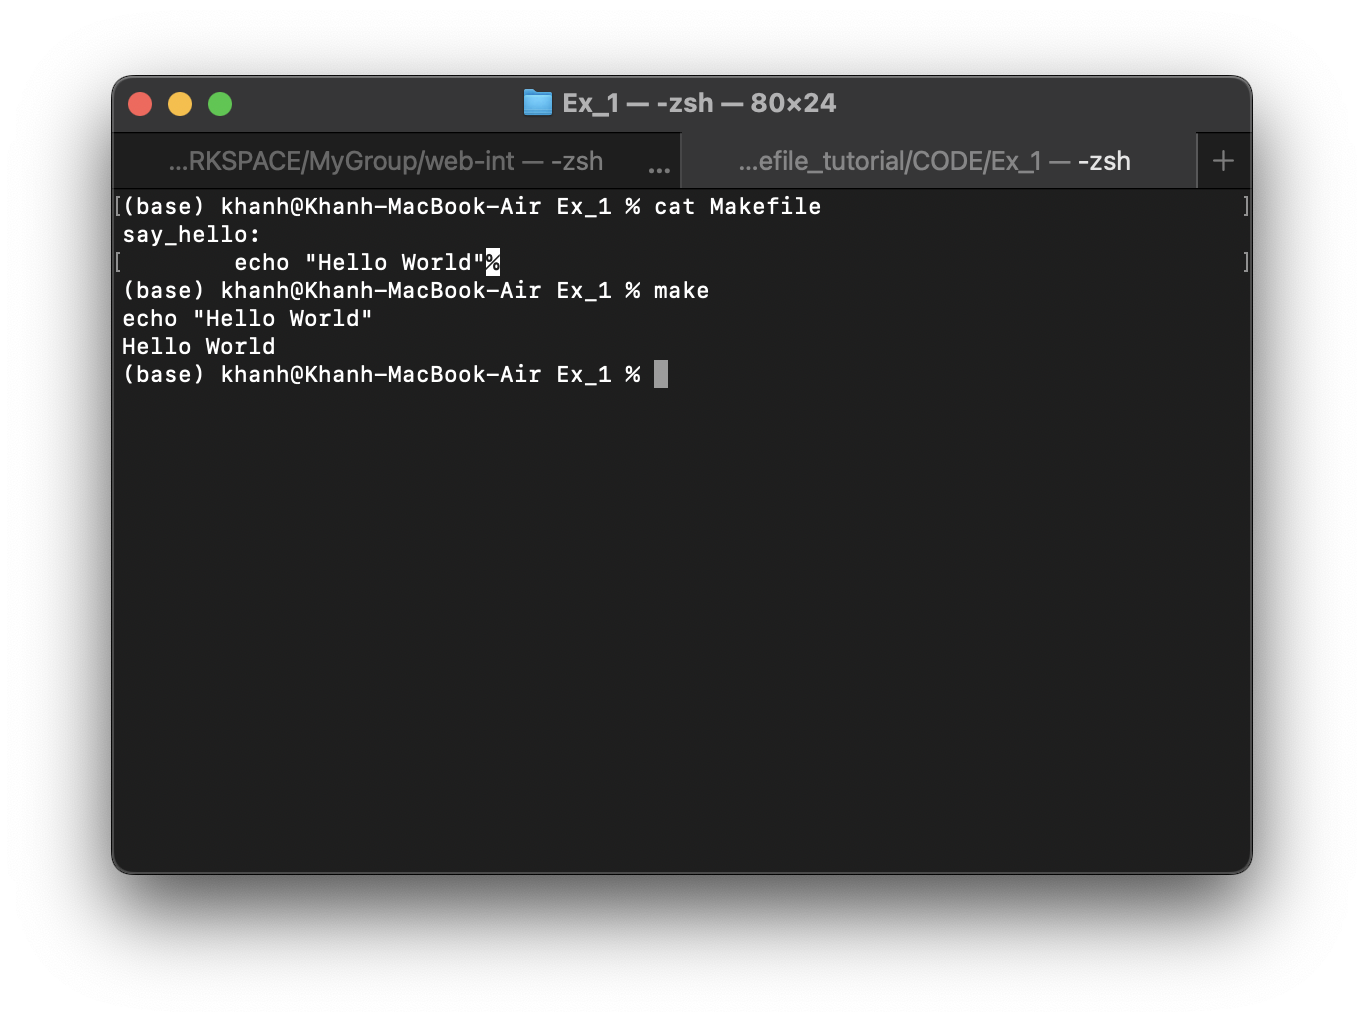 Ex_1 — -zsh — 80×24
...RKSPACE/MyGroup/web-int — -zsh ...
...efile_tutorial/CODE/Ex_1 — -zsh +
[(base) khanh@Khanh-MacBook-Air Ex_1 % cat Makefile ]
say_hello:
[        echo "Hello World"% ]
(base) khanh@Khanh-MacBook-Air Ex_1 % make
echo "Hello World"
Hello World
(base) khanh@Khanh-MacBook-Air Ex_1 %